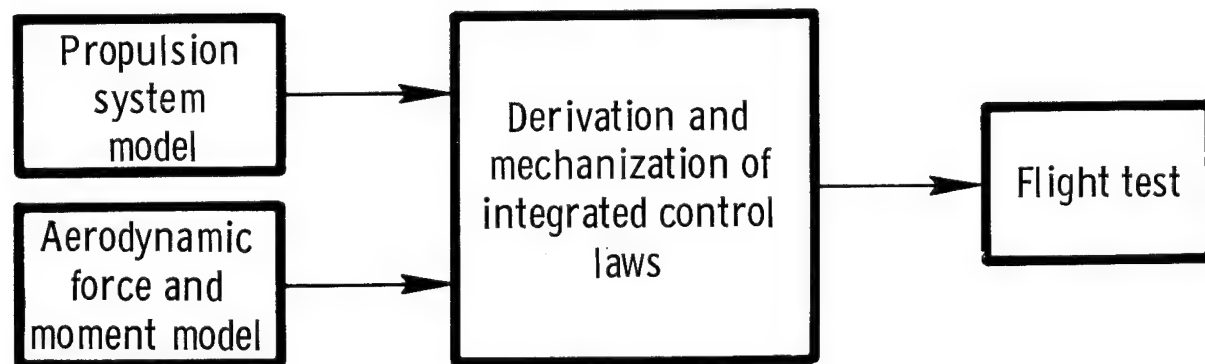 Propulsion
system
model
Aerodynamic
force and
moment model
Derivation and
mechanization of
integrated control
laws
Flight test